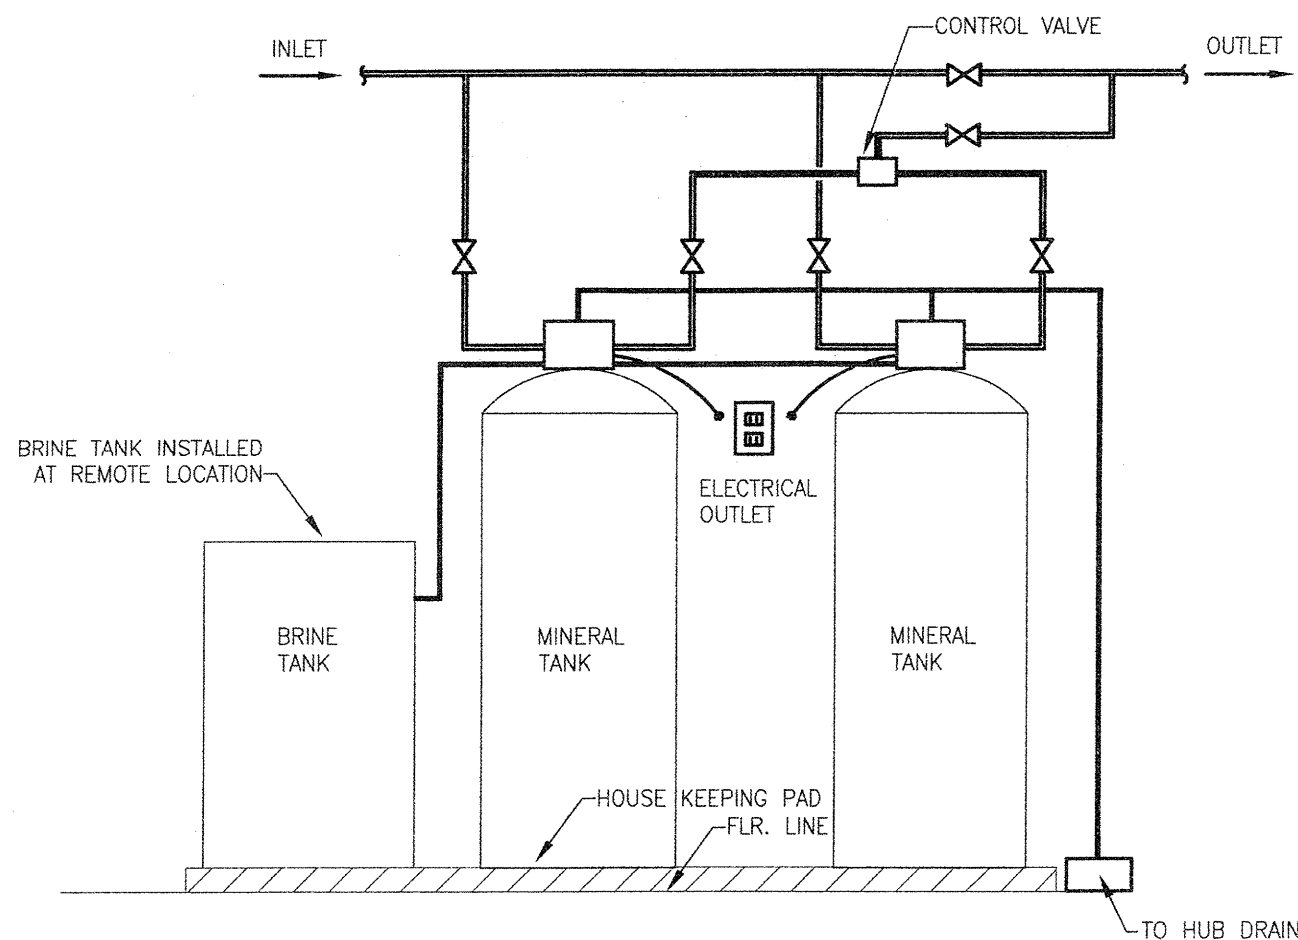 CONTROL VALVE
INLET
OUTLET
BRINE TANK INSTALLED
AT REMOTE LOCATION
ELECTRICAL
OUTLET
BRINE
TANK
MINERAL
TANK
MINERAL
TANK
HOUSE KEEPING PAD
FLR. LINE
TO HUB DRAIN